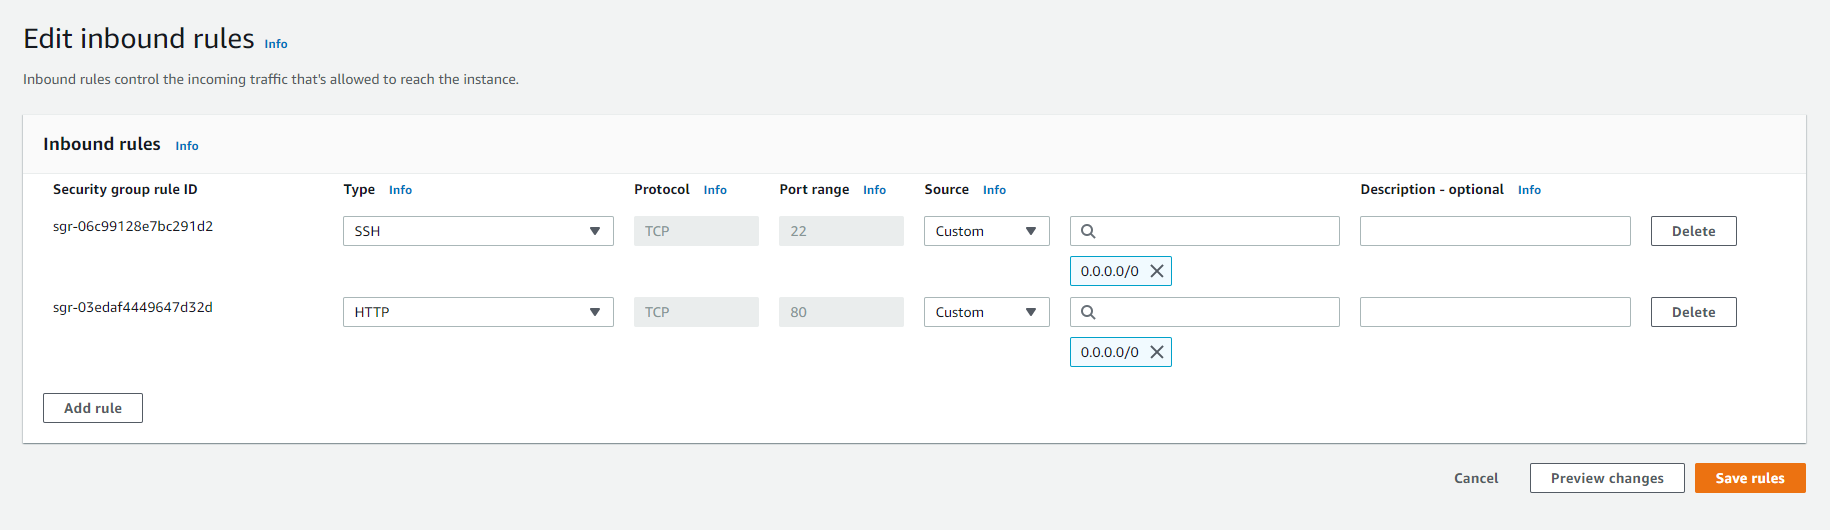 Edit inbound rules Info
Inbound rules control the incoming traffic that's allowed to reach the instance.
Inbound rules Info
Security group rule ID Type Info Protocol Info Port range Info Source Info Description - optional Info
sgr-06c99128e7bc291d2 SSH TCP 22 Custom Delete
0.0.0.0/0
sgr-03edaf4449647d32d HTTP TCP 80 Custom Delete
0.0.0.0/0
Add rule
Cancel Preview changes Save rules